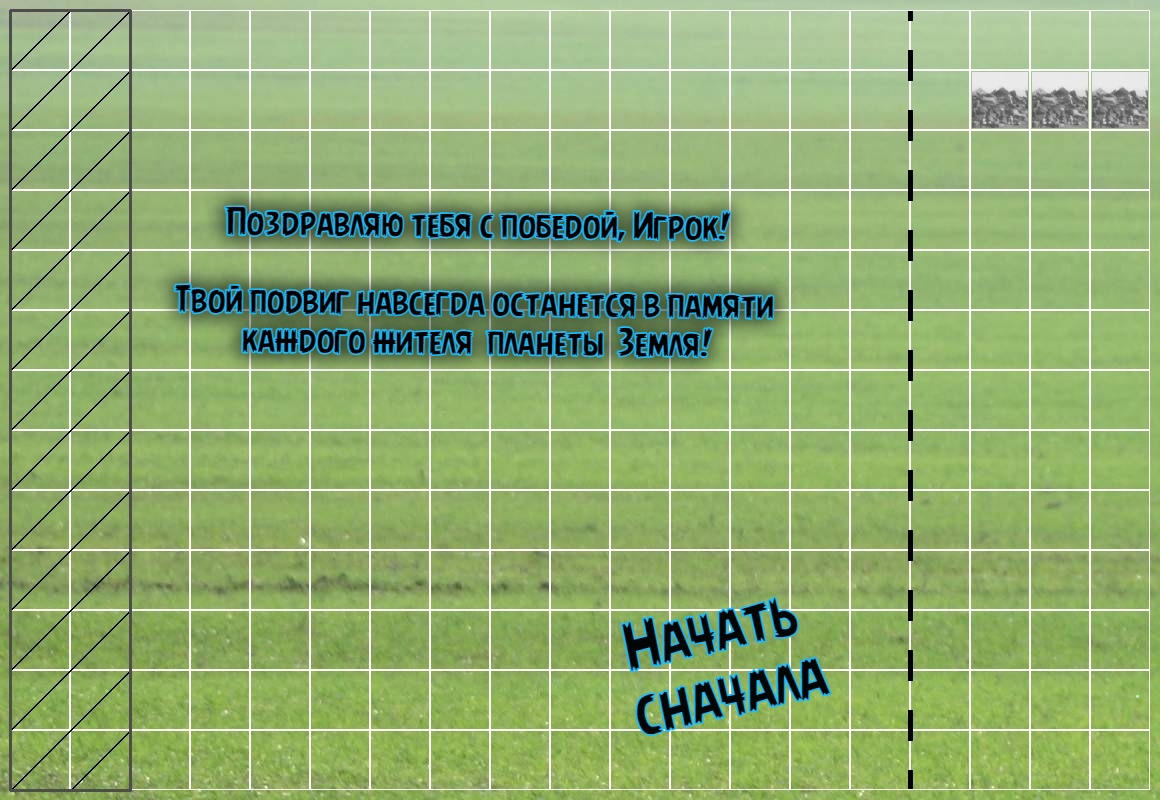 Поздравляю тебя с победой, Игрок!
Твой подвиг навсегда останется в памяти
каждого жителя планеты Земля!
Начать
сначала